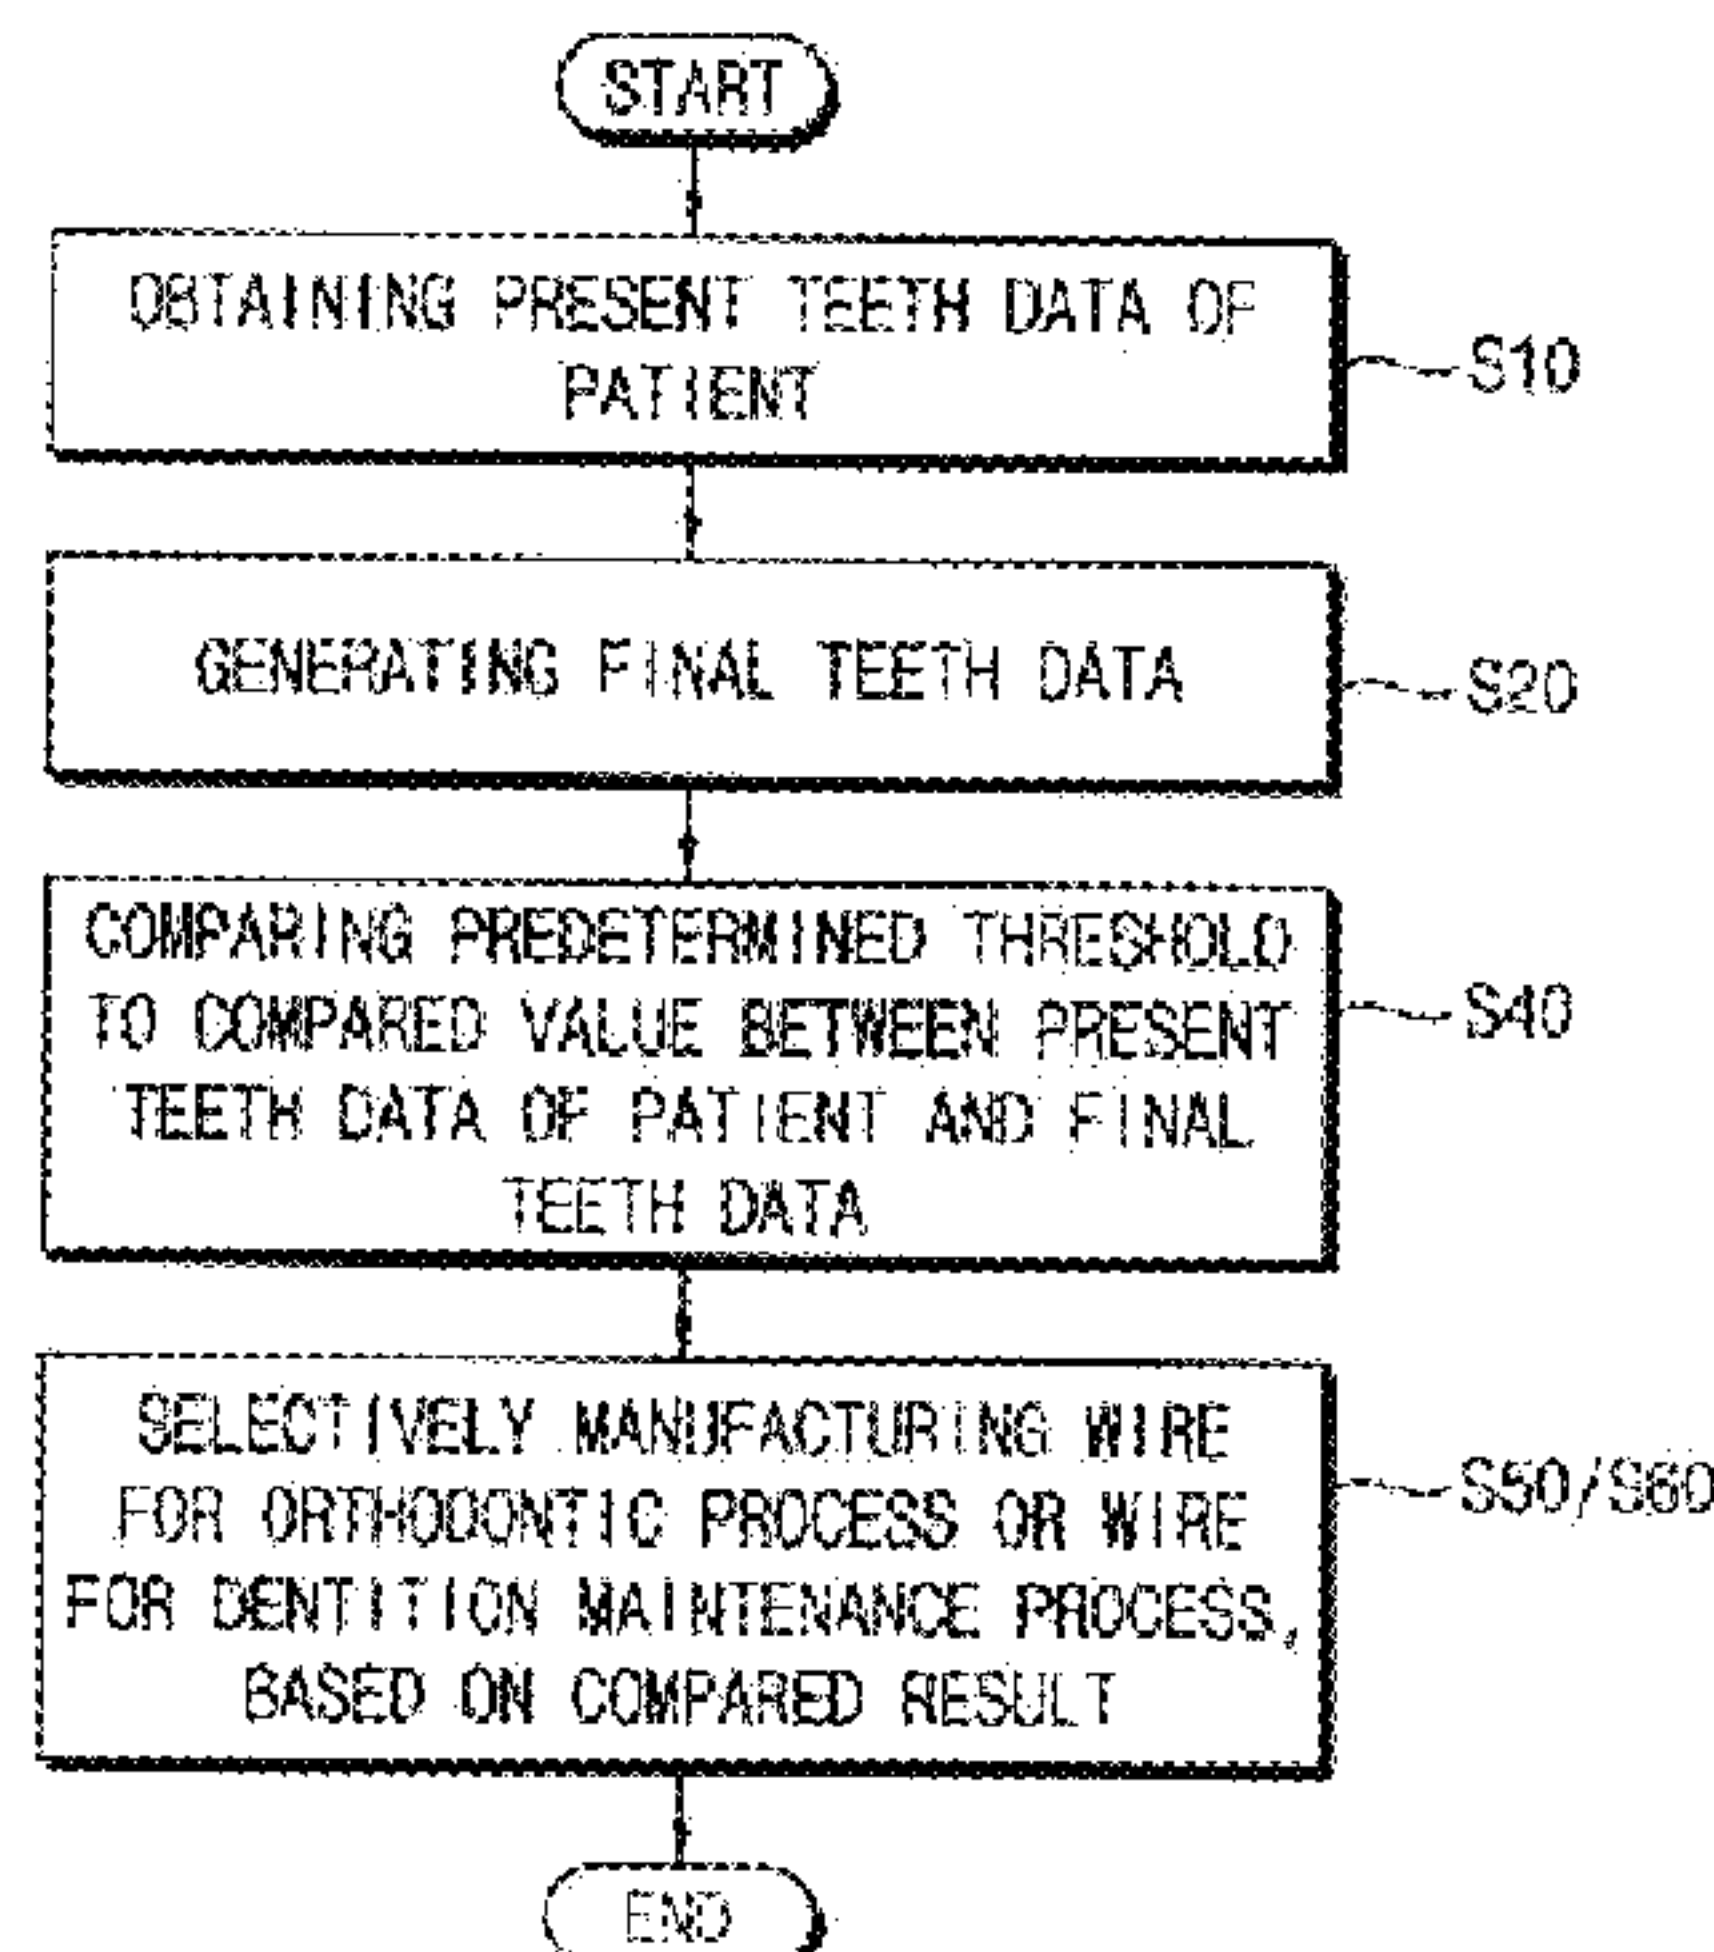 START
OBTAINING PRESENT TEETH DATA OF
PATIENT
S10
GENERATING FINAL TEETH DATA
S20
COMPARING PREDETERMINED THRESHOLD
TO COMPARED VALUE BETWEEN PRESENT
TEETH DATA OF PATIENT AND FINAL
TEETH DATA
S40
SELECTIVELY MANUFACTURING WIRE
FOR ORTHODONTIC PROCESS OR WIRE
FOR DENTITION MAINTENANCE PROCESS,
BASED ON COMPARED RESULT
S50/S60
END